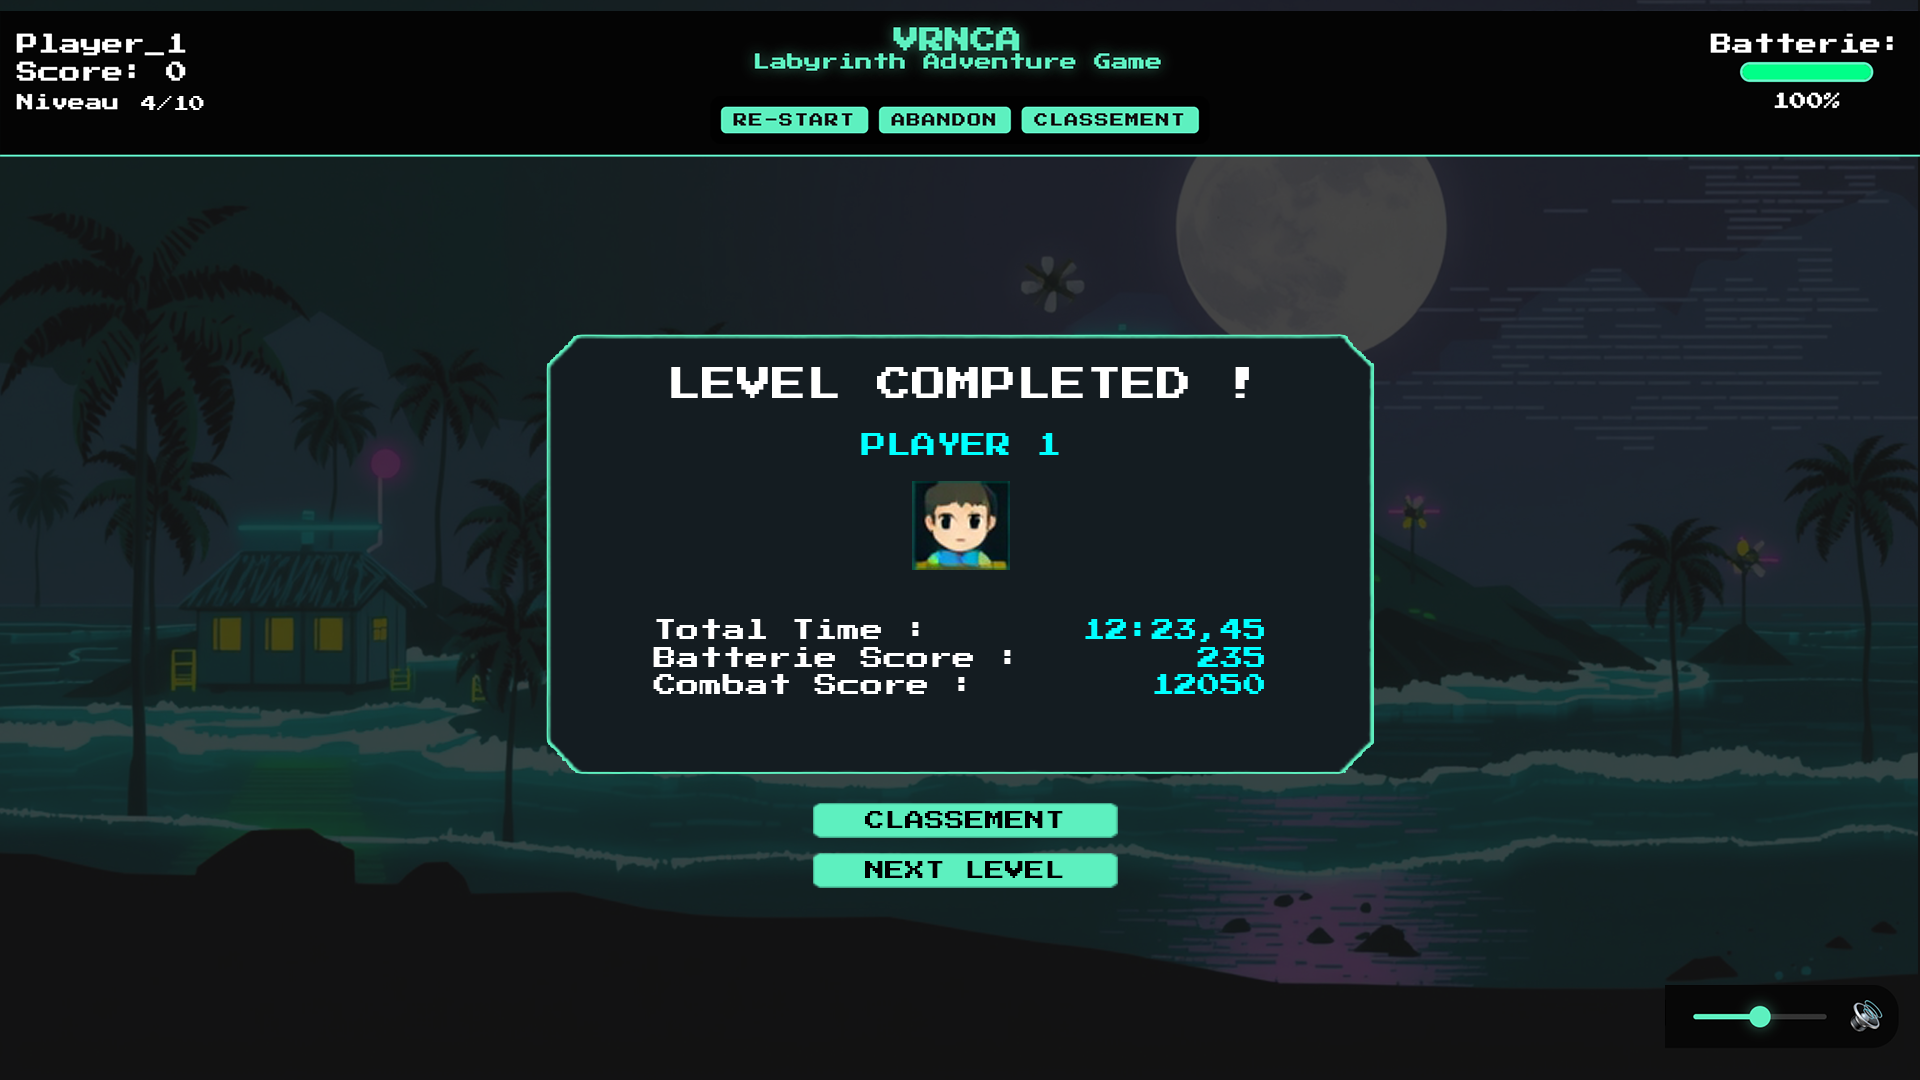 Player_1
Score: 0
Niveau 4/10
VRNCA
Labyrinth Adventure Game
RE-START ABANDON CLASSEMENT
Batterie:
100%
LEVEL COMPLETED !
PLAYER 1
Total Time : 12:23,45
Batterie Score : 235
Combat Score : 12050
CLASSEMENT
NEXT LEVEL